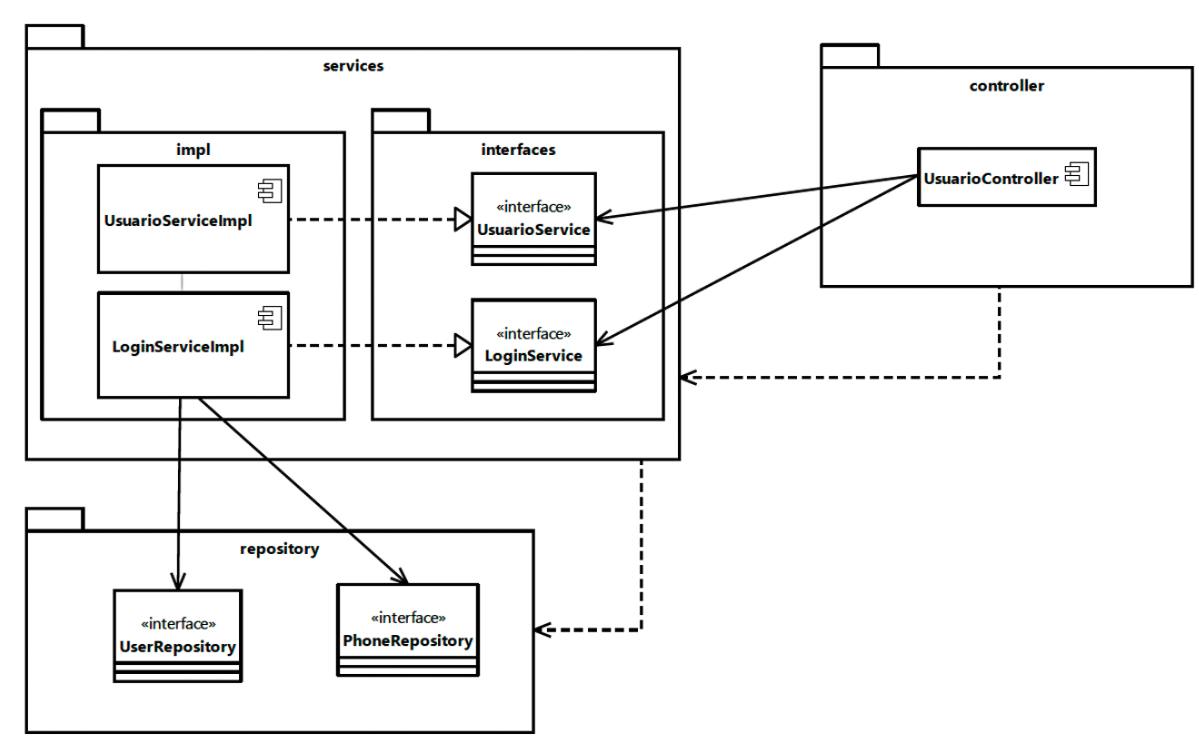 services
controller
impl
interfaces
UsuarioServiceImpl
«interface»
UsuarioService
UsuarioController
LoginServiceImpl
«interface»
LoginService
repository
«interface»
UserRepository
«interface»
PhoneRepository